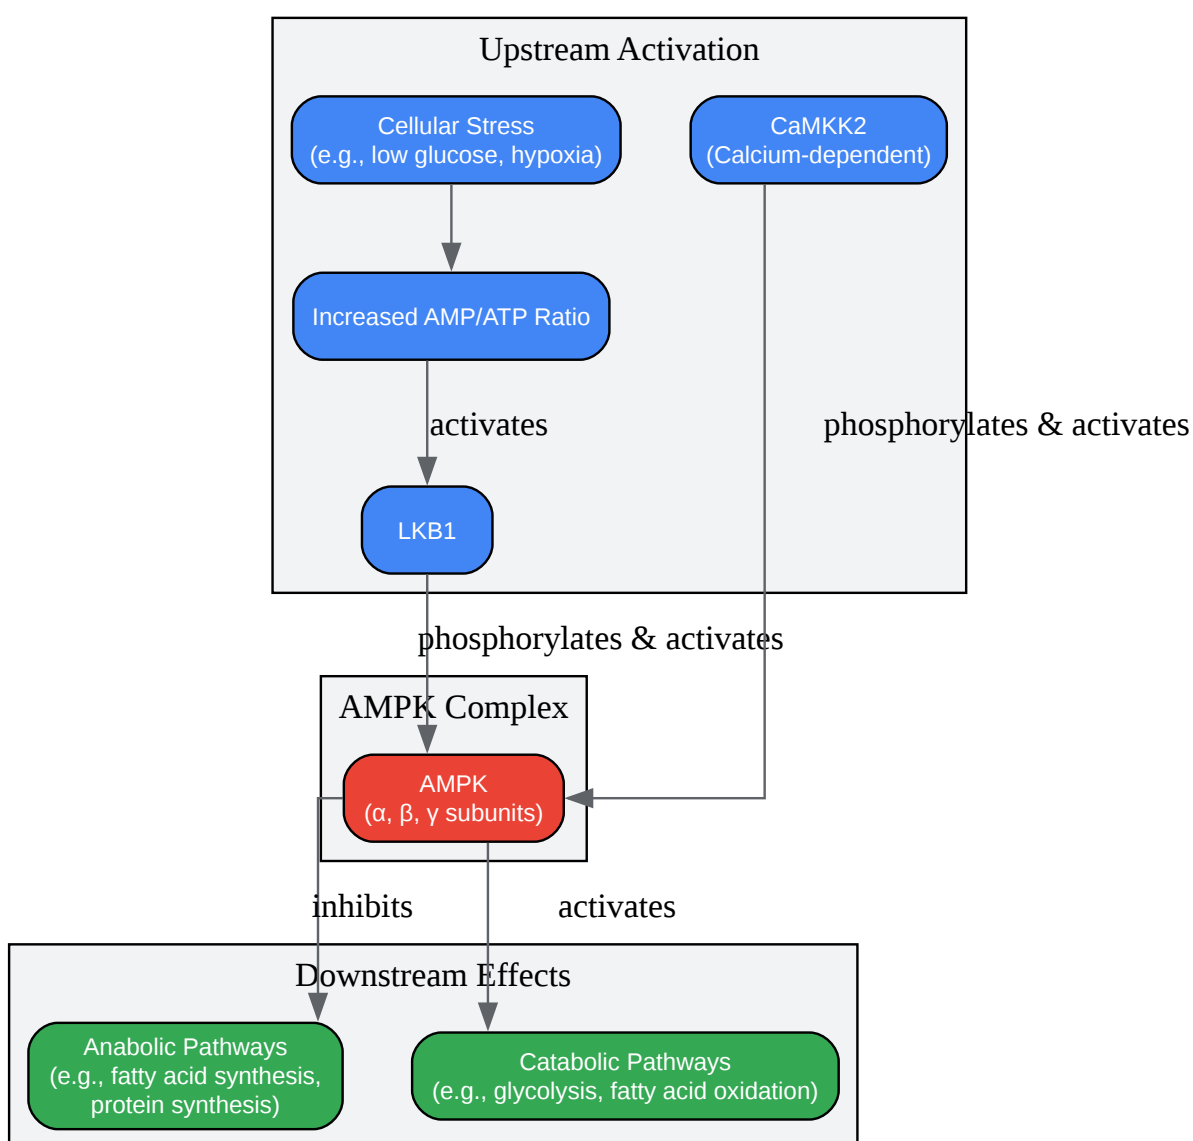 Upstream Activation
Cellular Stress
(e.g., low glucose, hypoxia)
CaMKK2
(Calcium-dependent)
Increased AMP/ATP Ratio
activates
phosphorylates & activates
LKB1
phosphorylates & activates
AMPK Complex
AMPK
(α, β, γ subunits)
inhibits
activates
Downstream Effects
Anabolic Pathways
(e.g., fatty acid synthesis,
protein synthesis)
Catabolic Pathways
(e.g., glycolysis, fatty acid oxidation)